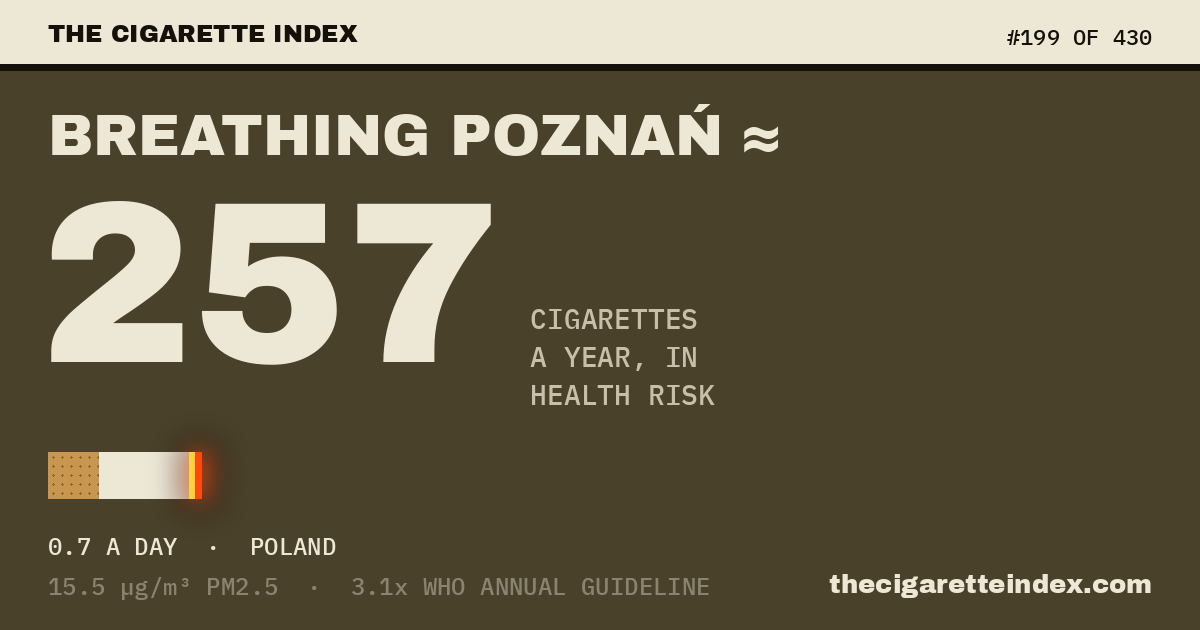 THE CIGARETTE INDEX
#199 OF 430
BREATHING POZNAŃ ≈
257
CIGARETTES
A YEAR, IN
HEALTH RISK
0.7 A DAY · POLAND
15.5 µg/m³ PM2.5 · 3.1x WHO ANNUAL GUIDELINE
thecigaretteindex.com